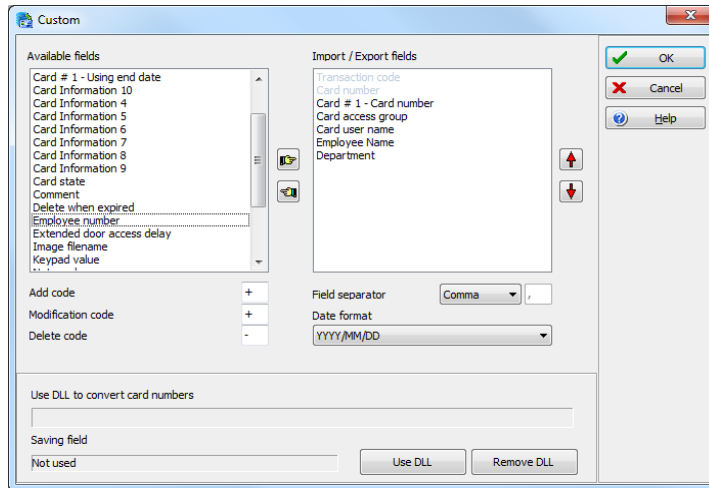 Custom
Available fields
Card # 1 - Using end date
Card Information 10
Card Information 4
Card Information 5
Card Information 6
Card Information 7
Card Information 8
Card Information 9
Card state
Comment
Delete when expired
Employee number
Extended door access delay
Image filename
Keypad value
Import / Export fields
Transaction code
Card number
Card # 1 - Card number
Card access group
Card user name
Employee Name
Department
OK
Cancel
Help
Add code +
Modification code +
Delete code -
Field separator Comma ,
Date format
YYYY/MM/DD
Use DLL to convert card numbers
Saving field
Not used
Use DLL
Remove DLL